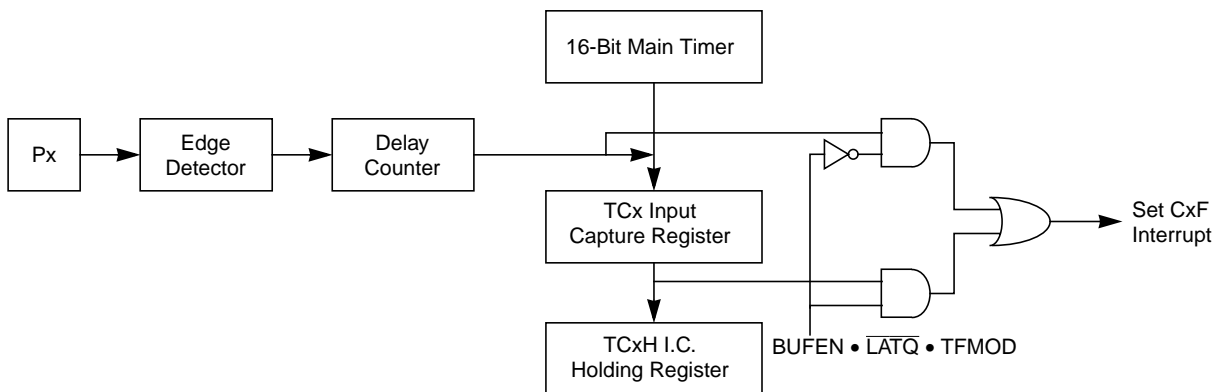 16-Bit Main Timer
Px
Edge
Detector
Delay
Counter
TCx Input
Capture Register
Set CxF
Interrupt
TCxH I.C.
Holding Register
BUFEN • L̅A̅T̅Q̅ • TFMOD